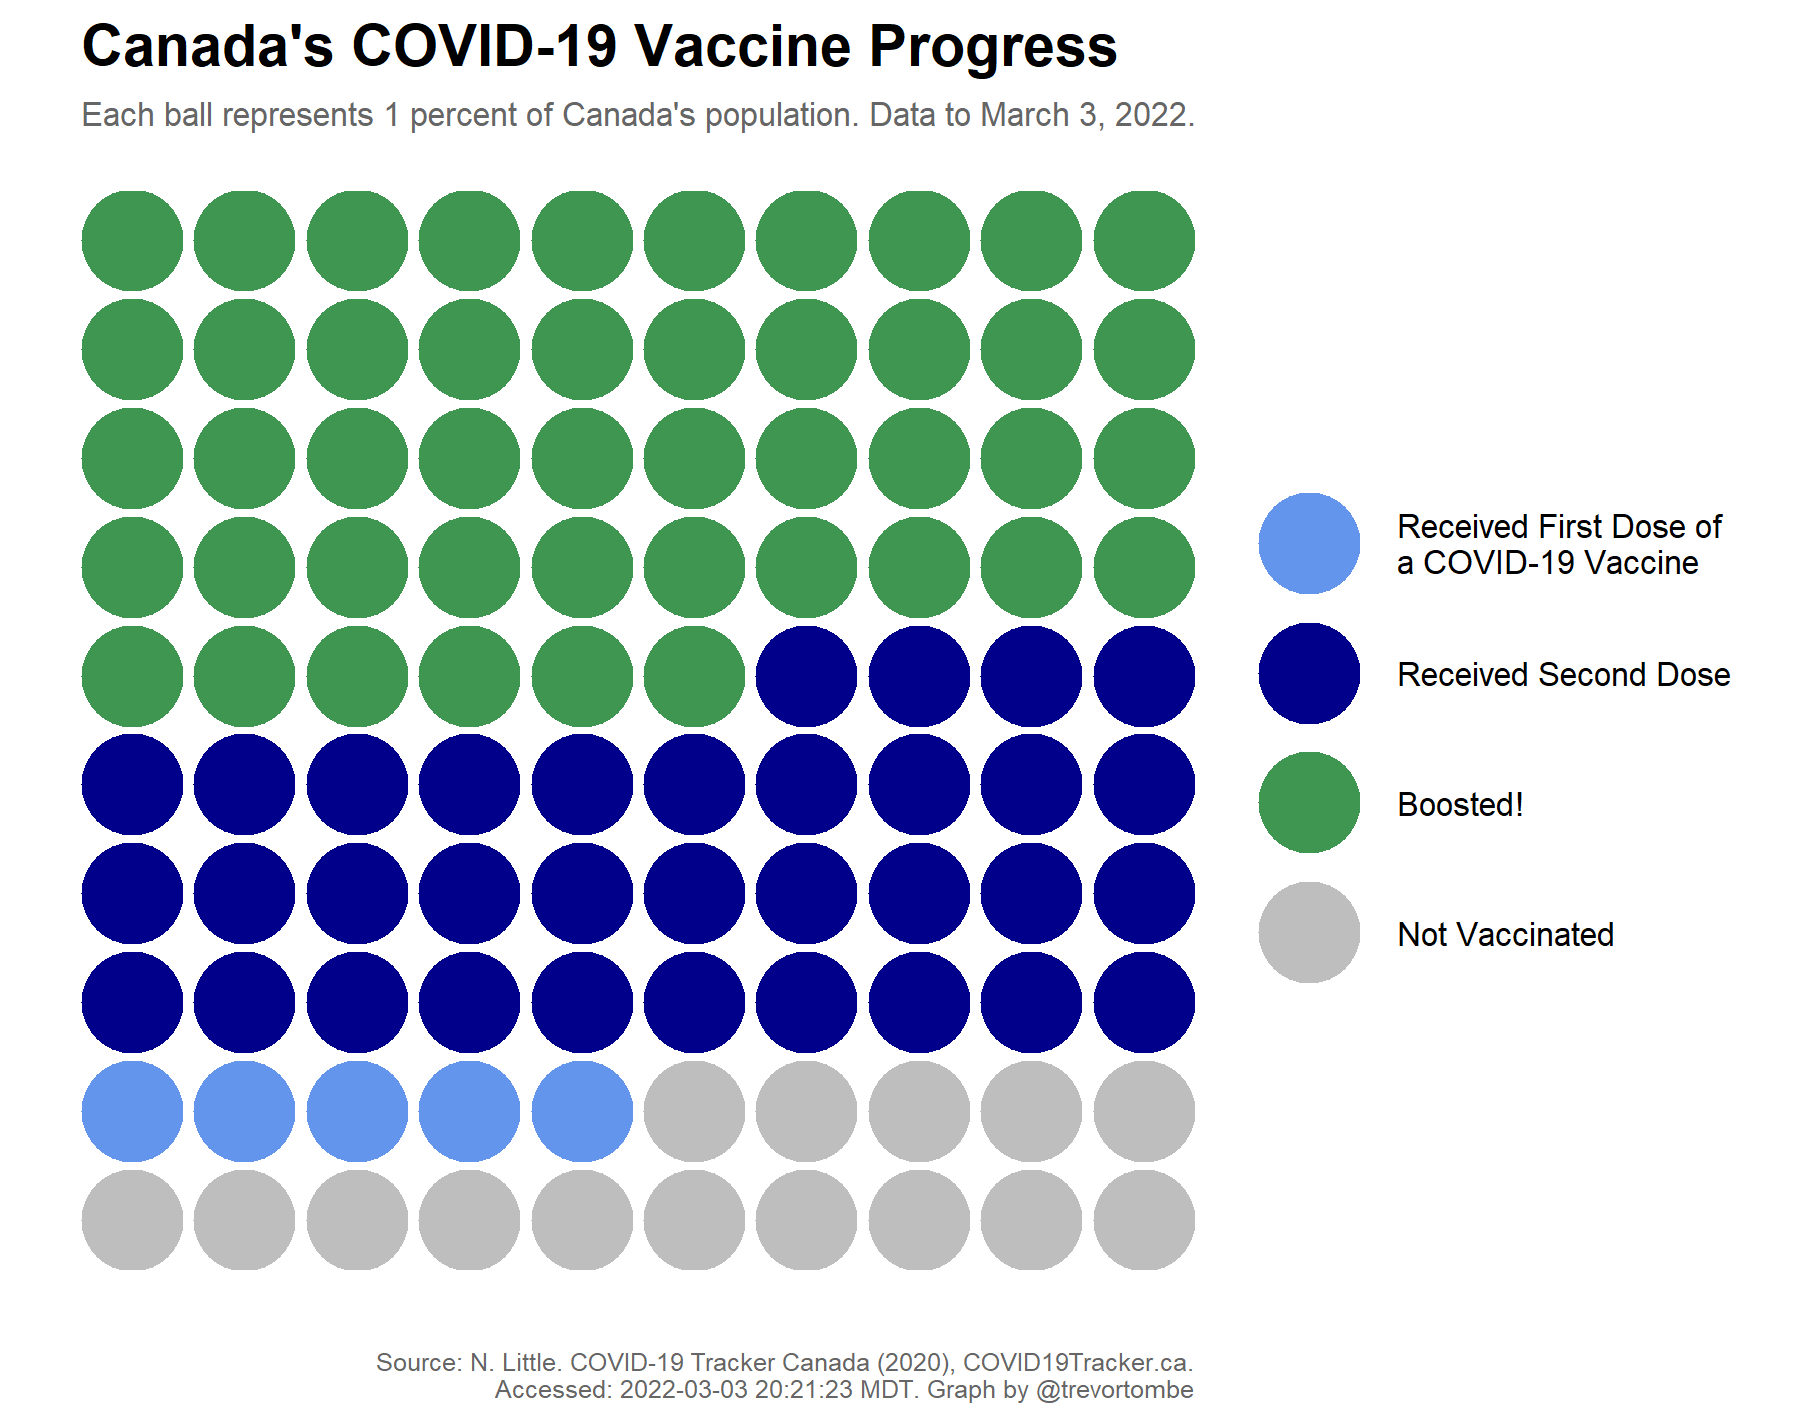 Canada's COVID-19 Vaccine Progress
Each ball represents 1 percent of Canada's population. Data to March 3, 2022.
Received First Dose of
a COVID-19 Vaccine
Received Second Dose
Boosted!
Not Vaccinated
Source: N. Little. COVID-19 Tracker Canada (2020), COVID19Tracker.ca.
Accessed: 2022-03-03 20:21:23 MDT. Graph by @trevortombe